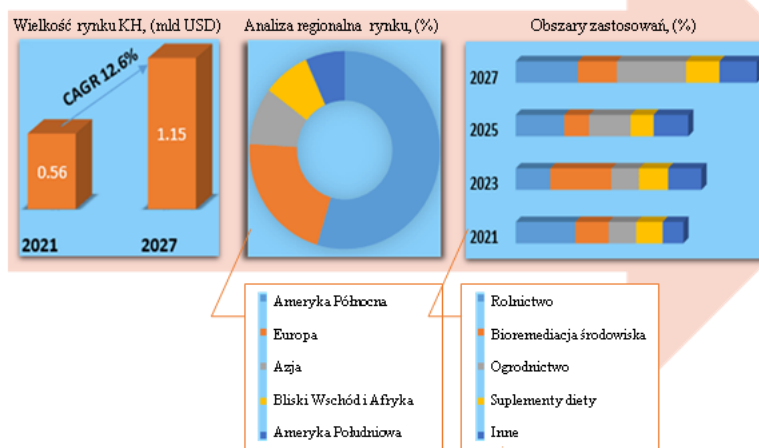 Wielkość rynku KH, (mld USD)
CAGR 12.6%
0.56
1.15
2021
2027
Analiza regionalna rynku, (%)
Obszary zastosowań, (%)
2027
2025
2023
2021
Ameryka Północna
Europa
Azja
Bliski Wschód i Afryka
Ameryka Południowa
Rolnictwo
Bioremediacja środowiska
Ogrodnictwo
Suplementy diety
Inne